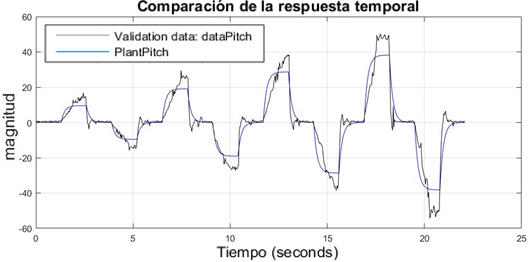 Comparación de la respuesta temporal
Validation data: dataPitch
PlantPitch
magnitud
60
40
20
0
-20
-40
-60
0 5 10 15 20 25
Tiempo (seconds)